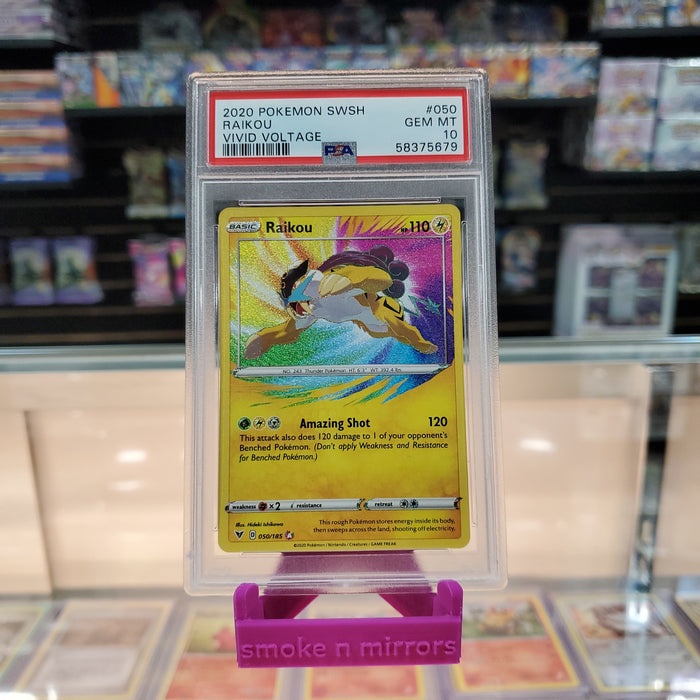 2020 POKEMON SWSH #050
RAIKOU GEM MT
VIVID VOLTAGE 10
PSA 58375679
BASIC Raikou HP 110
NO. 243 Thunder Pokémon HT 6'3" WT 392.4 lbs.
Amazing Shot 120
This attack also does 120 damage to 1 of your opponent's
Benched Pokémon. (Don't apply Weakness and Resistance
for Benched Pokémon.)
weakness ×2 resistance retreat
Illus. Hideki Ishikawa
This rough Pokémon stores energy inside its body,
then sweeps across the land, shooting off electricity.
D 050/185
©2020 Pokémon / Nintendo / Creatures / GAME FREAK
smoke n mirrors